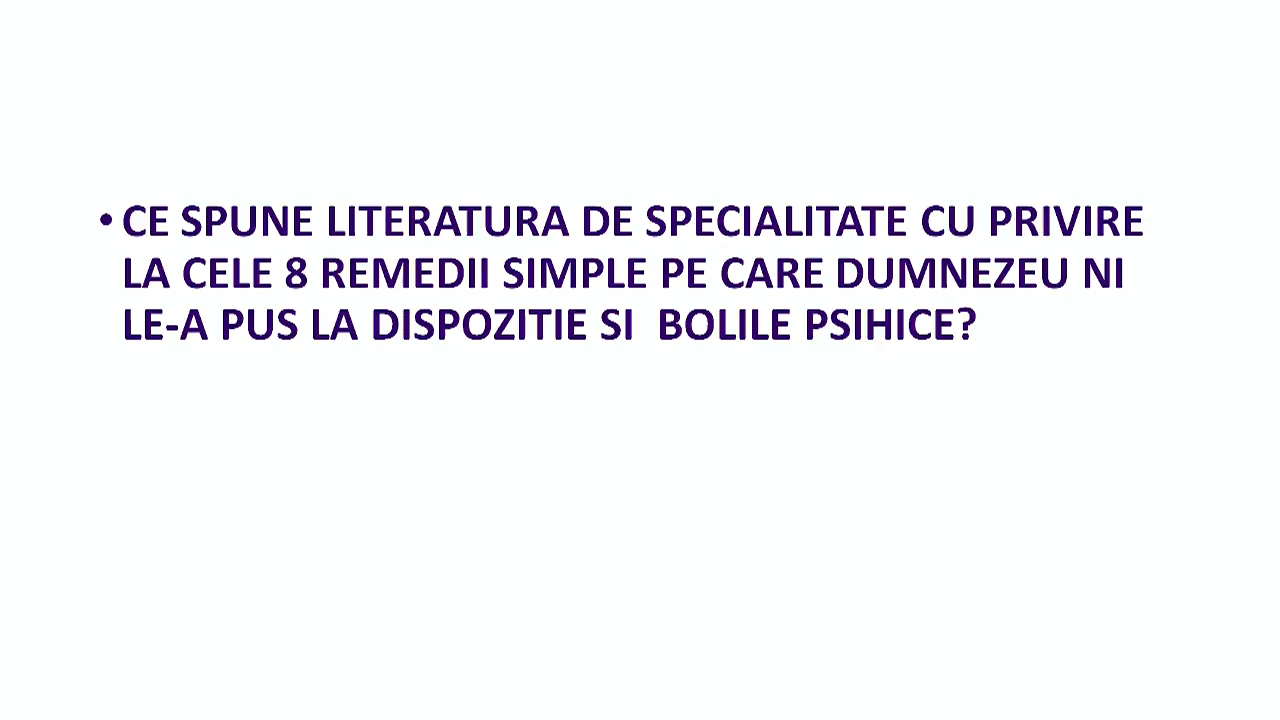 • CE SPUNE LITERATURA DE SPECIALITATE CU PRIVIRE
LA CELE 8 REMEDII SIMPLE PE CARE DUMNEZEU NI
LE-A PUS LA DISPOZITIE SI  BOLILE PSIHICE?